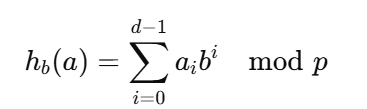 h_b(a) = \sum_{i=0}^{d-1} a_i b^i \mod p